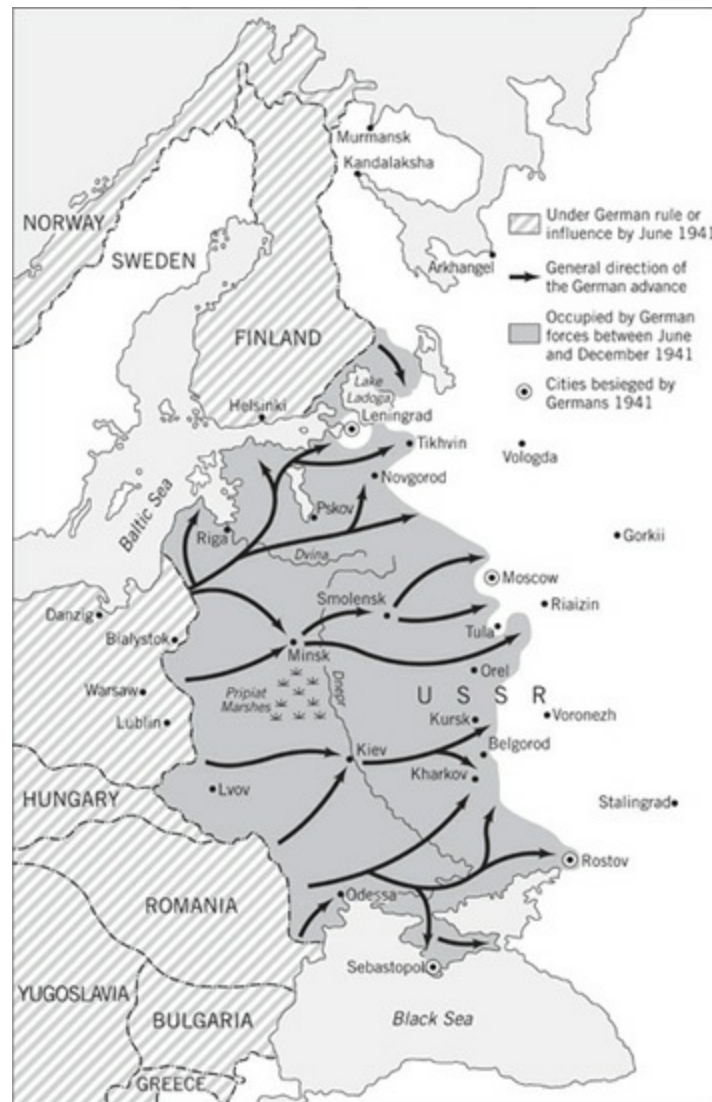 Murmansk
Kandalaksha
NORWAY
SWEDEN
Arkhangel
FINLAND
Under German rule or
influence by June 1941
General direction of
the German advance
Occupied by German
forces between June
and December 1941
Cities besieged by
Germans 1941
Lake
Ladoga
Helsinki
Leningrad
Tikhvin
Vologda
Novgorod
Baltic Sea
Pskov
Riga
Gorkii
Dvina
Moscow
Danzig
Smolensk
Riaizin
Tula
Bialystok
Minsk
Orel
Warsaw
Pripiat
Marshes
Dnepr
USSR
Lublin
Kursk
Voronezh
Kiev
Belgorod
Kharkov
HUNGARY
Lvov
Stalingrad
Rostov
ROMANIA
Odessa
Sebastopol
YUGOSLAVIA
BULGARIA
Black Sea
GREECE